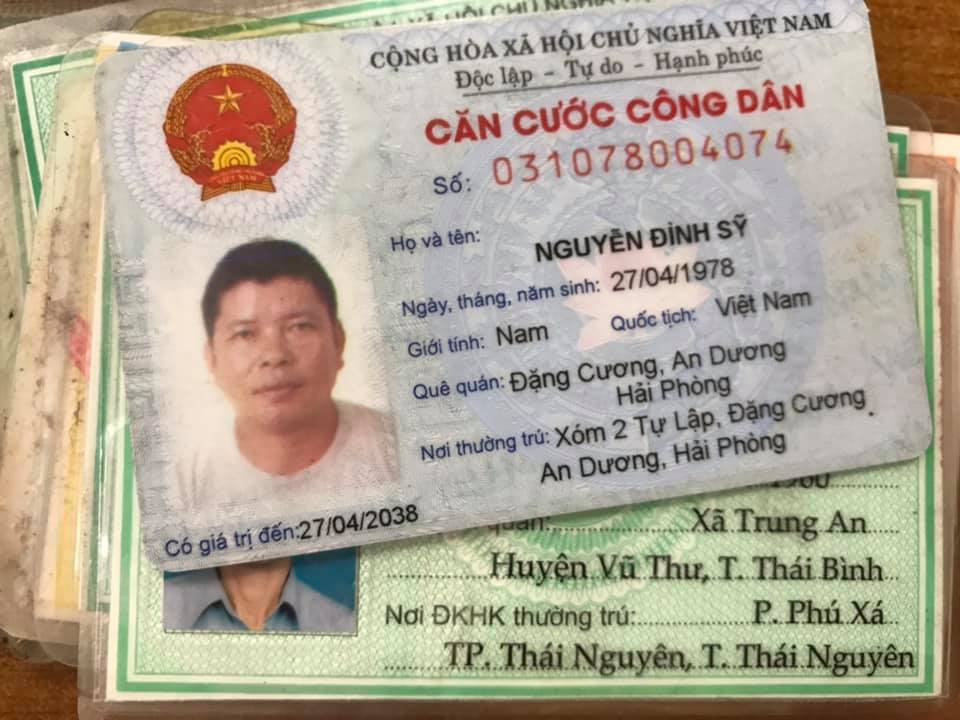 CỘNG HÒA XÃ HỘI CHỦ NGHĨA VIỆT NAM
Độc lập - Tự do - Hạnh phúc
CĂN CƯỚC CÔNG DÂN
Số: 031078004074
Họ và tên: NGUYỄN ĐÌNH SỸ
Ngày, tháng, năm sinh: 27/04/1978
Giới tính: Nam Quốc tịch: Việt Nam
Quê quán: Đặng Cương, An Dương
Hải Phòng
Nơi thường trú: Xóm 2 Tự Lập, Đặng Cương
An Dương, Hải Phòng
Có giá trị đến: 27/04/2038
quán: Xã Trung An
Huyện Vũ Thư, T. Thái Bình
Nơi ĐKHK thường trú: P. Phú Xá
TP. Thái Nguyên, T. Thái Nguyên